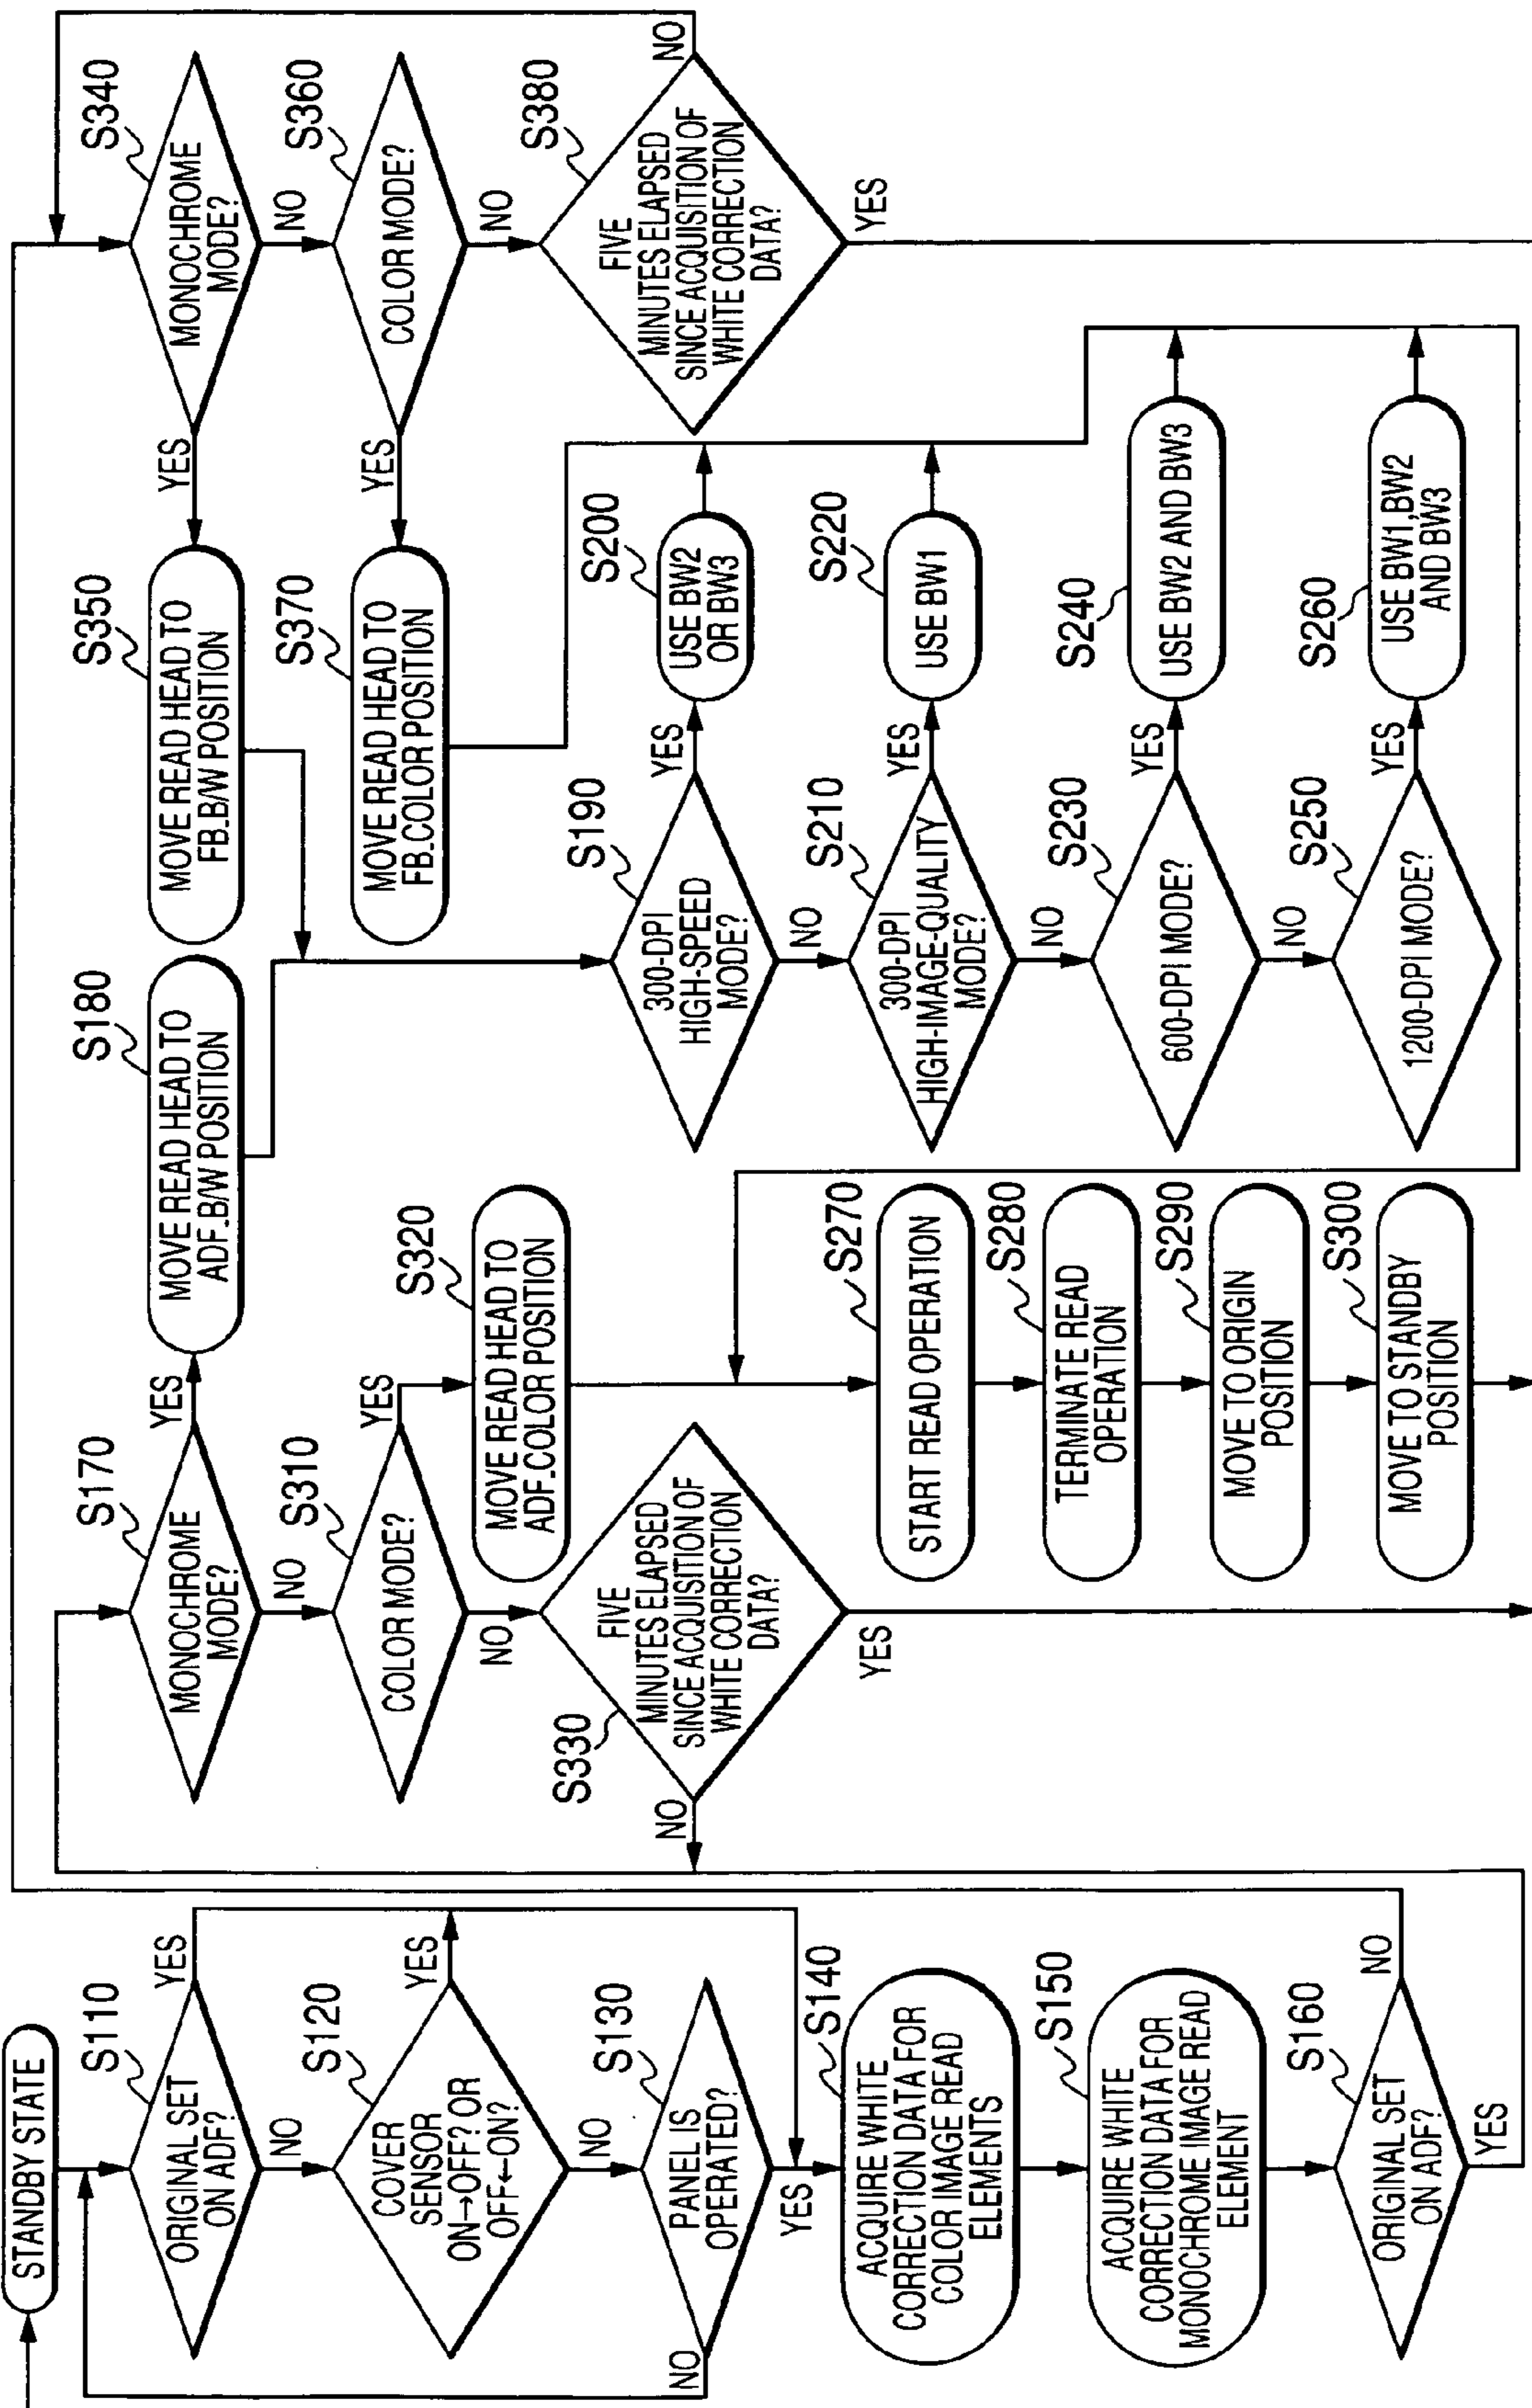 STANDBY STATE
S110
ORIGINAL SET
ON ADF?
YES
NO
S120
COVER
SENSOR
ON→OFF? OR
OFF←ON?
YES
NO
S130
PANEL IS
OPERATED?
NO
YES
S140
ACQUIRE WHITE
CORRECTION DATA FOR
COLOR IMAGE READ
ELEMENTS
S150
ACQUIRE WHITE
CORRECTION DATA FOR
MONOCHROME IMAGE READ
ELEMENT
S160
ORIGINAL SET
ON ADF?
NO
YES
S170
MONOCHROME
MODE?
YES
NO
S180
MOVE READ HEAD TO
ADF.B/W POSITION
S310
COLOR MODE?
YES
NO
S320
MOVE READ HEAD TO
ADF.COLOR POSITION
S330
FIVE
MINUTES ELAPSED
SINCE ACQUISITION OF
WHITE CORRECTION
DATA?
NO
YES
S270
START READ OPERATION
S280
TERMINATE READ
OPERATION
S290
MOVE TO ORIGIN
POSITION
S300
MOVE TO STANDBY
POSITION
S190
300-DPI
HIGH-SPEED
MODE?
YES
NO
S200
USE BW2
OR BW3
S210
300-DPI
HIGH-IMAGE-QUALITY
MODE?
YES
NO
S220
USE BW1
S230
600-DPI MODE?
YES
NO
S240
USE BW2 AND BW3
S250
1200-DPI MODE?
YES
S260
USE BW1,BW2
AND BW3
S340
MONOCHROME
MODE?
YES
NO
S350
MOVE READ HEAD TO
FB.B/W POSITION
S360
COLOR MODE?
YES
NO
S370
MOVE READ HEAD TO
FB.COLOR POSITION
S380
FIVE
MINUTES ELAPSED
SINCE ACQUISITION OF
WHITE CORRECTION
DATA?
NO
YES